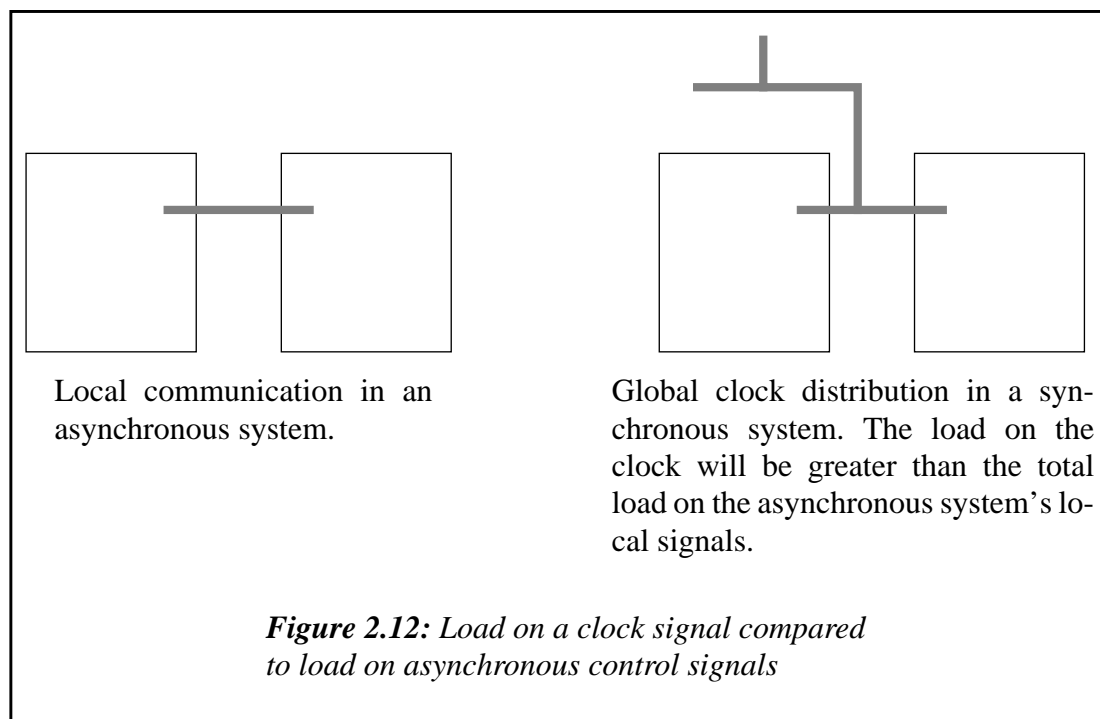 Local communication in an
asynchronous system.
Global clock distribution in a syn-
chronous system. The load on the
clock will be greater than the total
load on the asynchronous system’s lo-
cal signals.
Figure 2.12: Load on a clock signal compared
to load on asynchronous control signals